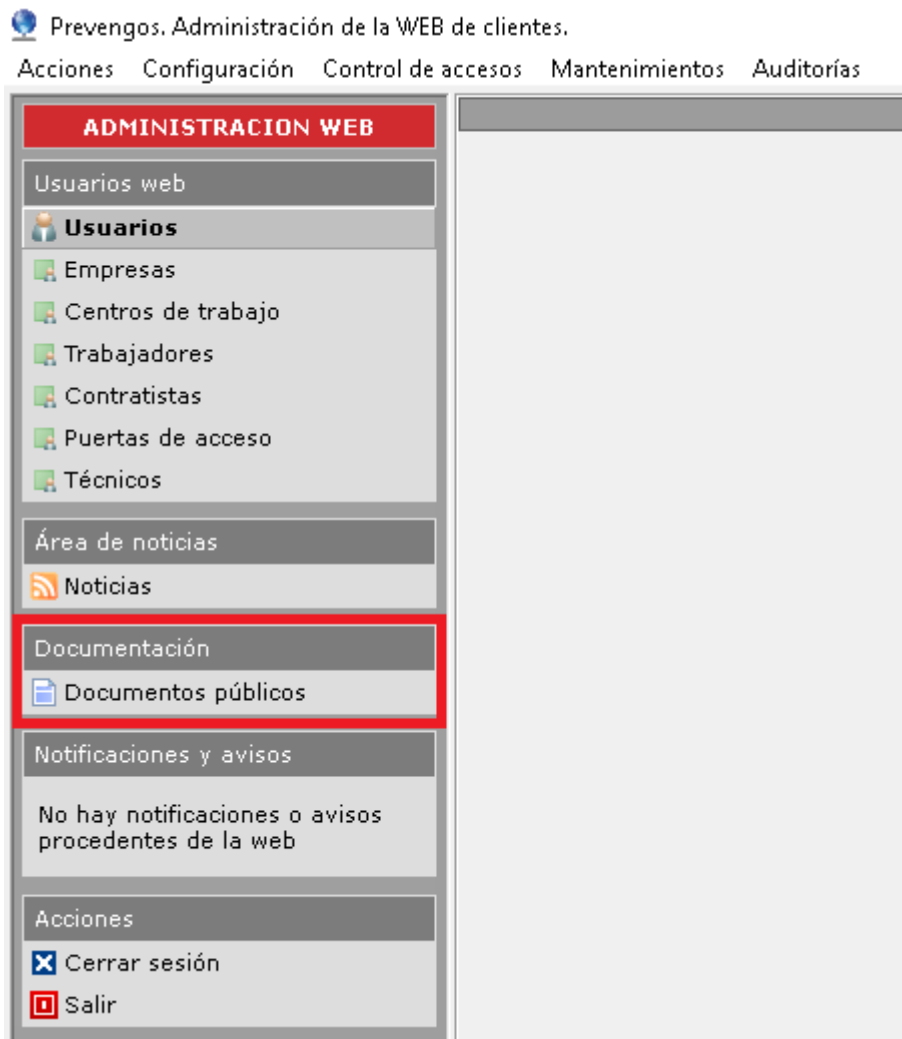 Prevengos. Administración de la WEB de clientes.
Acciones Configuración Control de accesos Mantenimientos Auditorías
ADMINISTRACION WEB
Usuarios web
Usuarios
Empresas
Centros de trabajo
Trabajadores
Contratistas
Puertas de acceso
Técnicos
Área de noticias
Noticias
Documentación
Documentos públicos
Notificaciones y avisos
No hay notificaciones o avisos
procedentes de la web
Acciones
Cerrar sesión
Salir